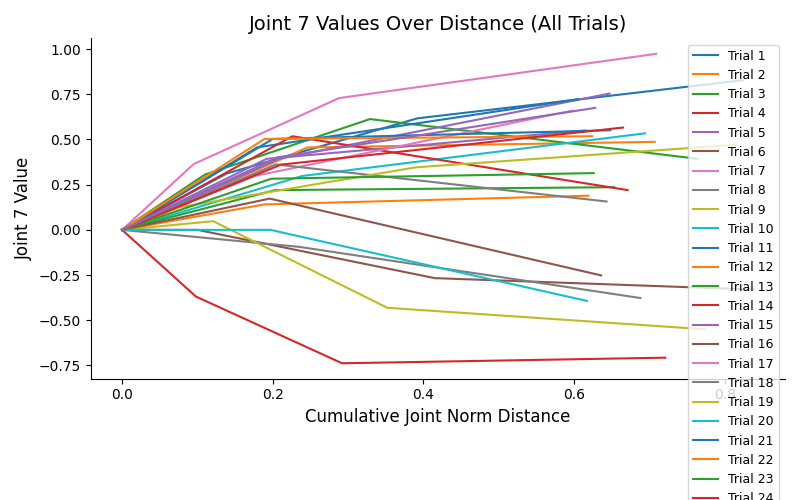 Joint 7 Values Over Distance (All Trials)
1.00
0.75
0.50
0.25
0.00
−0.25
−0.50
−0.75
Joint 7 Value
0.0
0.2
0.4
0.6
0.8
Cumulative Joint Norm Distance
Trial 1
Trial 2
Trial 3
Trial 4
Trial 5
Trial 6
Trial 7
Trial 8
Trial 9
Trial 10
Trial 11
Trial 12
Trial 13
Trial 14
Trial 15
Trial 16
Trial 17
Trial 18
Trial 19
Trial 20
Trial 21
Trial 22
Trial 23
Trial 24